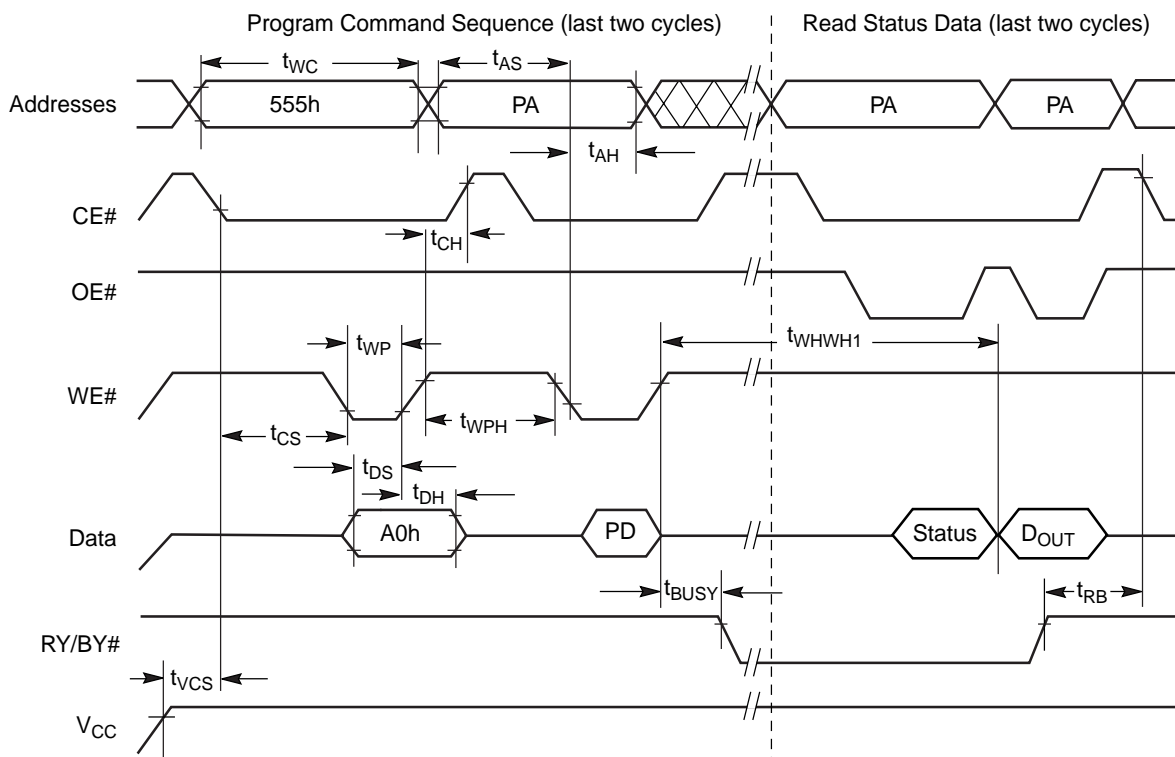 Program Command Sequence (last two cycles)
Read Status Data (last two cycles)
tWC
tAS
Addresses
555h
PA
PA
PA
tAH
CE#
tCH
OE#
tWP
tWHWH1
WE#
tCS
tWPH
tDS
tDH
Data
A0h
PD
Status
DOUT
tBUSY
tRB
RY/BY#
tVCS
VCC